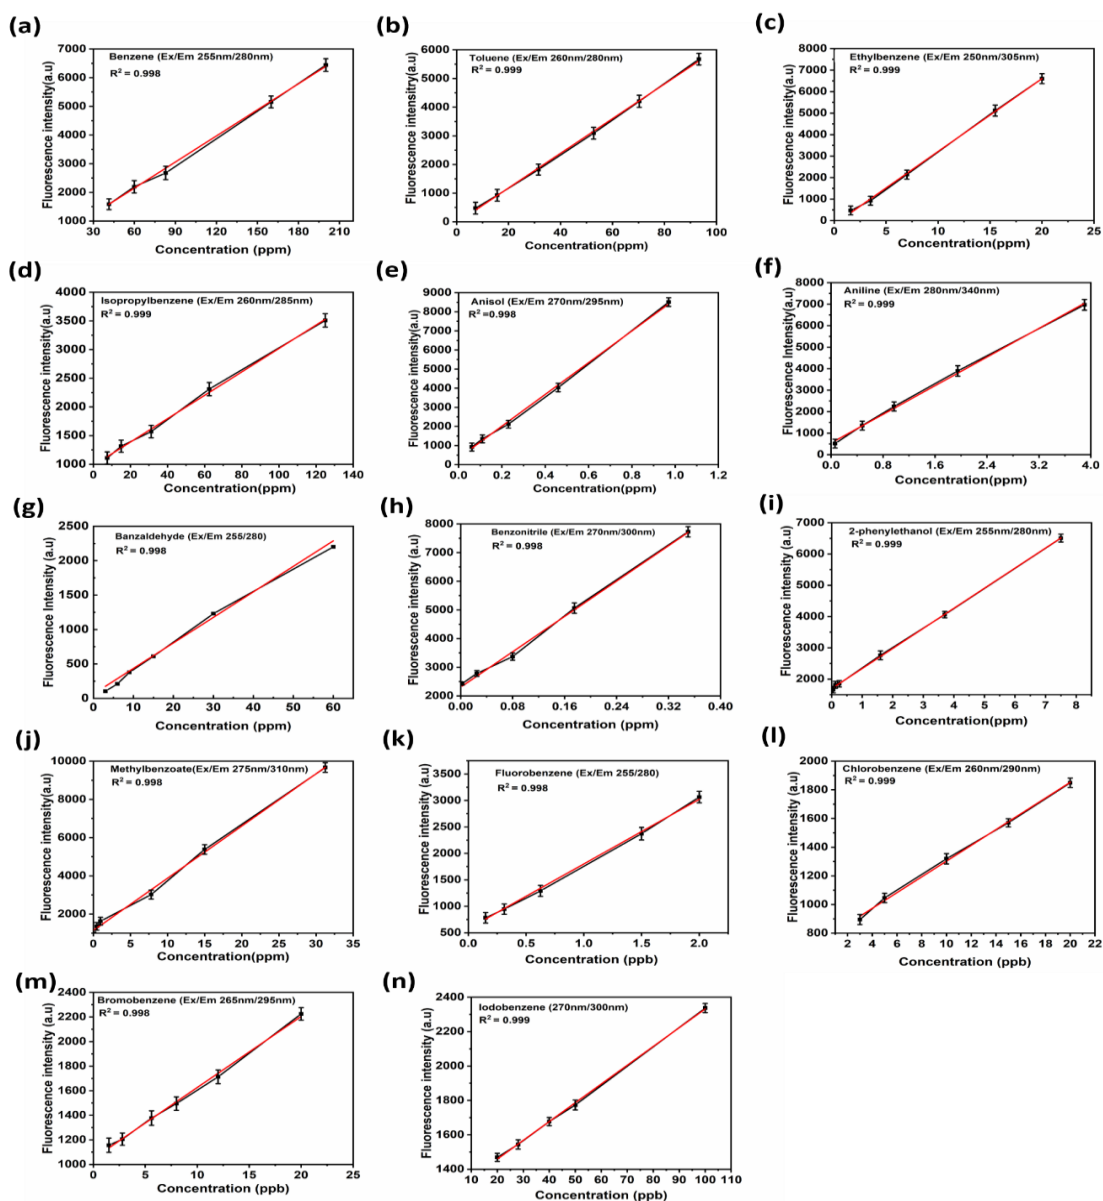 (a)
Benzene (Ex/Em 255nm/280nm)
R2 = 0.998
7000
6000
5000
4000
3000
2000
1000
30 60 90 120 150 180 210
Fluorescence intensity(a.u)
Concentration (ppm)
(b)
Toluene (Ex/Em 260nm/280nm)
R2 = 0.999
6000
5000
4000
3000
2000
1000
0
0 20 40 60 80 100
Fluorescence intensity(a.u)
Concentration(ppm)
(c)
Ethylbenzene (Ex/Em 250nm/305nm)
R2 = 0.999
8000
7000
6000
5000
4000
3000
2000
1000
0
0 5 10 15 20 25
Fluorescence intesity(a.u)
Concentration(ppm)
(d)
Isopropylbenzene (Ex/Em 260nm/285nm)
R2 = 0.999
4000
3500
3000
2500
2000
1500
1000
0 20 40 60 80 100 120 140
Fluorescence intensity(a.u)
Concentration(ppm)
(e)
Anisol (Ex/Em 270nm/295nm)
R2 =0.998
9000
8000
7000
6000
5000
4000
3000
2000
1000
0
0.0 0.2 0.4 0.6 0.8 1.0 1.2
Fluorescence intensity(a.u)
Concentration(ppm)
(f)
Aniline (Ex/Em 280nm/340nm)
R2 = 0.999
8000
7000
6000
5000
4000
3000
2000
1000
0
0.0 0.8 1.6 2.4 3.2 4.0
Fluorescence Intensity(a.u)
Concentration(ppm)
(g)
Banzaldehyde (Ex/Em 255/280)
R2 = 0.998
2500
2000
1500
1000
500
0
0 10 20 30 40 50 60
Fluorescence Intensity (a.u)
Concentration (ppm)
(h)
Benzonitrile (Ex/Em 270nm/300nm)
R2 = 0.998
8000
7000
6000
5000
4000
3000
2000
0.00 0.08 0.16 0.24 0.32 0.40
Fluorescence intensity (a.u)
Concentration (ppm)
(i)
2-phenylethanol (Ex/Em 255nm/280nm)
R2 = 0.999
7000
6000
5000
4000
3000
2000
0 1 2 3 4 5 6 7 8
Fluorescence intensity (a.u)
Concentration(ppm)
(j)
Methylbenzoate(Ex/Em 275nm/310nm)
R2 = 0.998
10000
8000
6000
4000
2000
0 5 10 15 20 25 30 35
Fluorescence intensity(a.u)
Concentration(ppm)
(k)
Fluorobenzene (Ex/Em 255/280)
R2 = 0.998
3500
3000
2500
2000
1500
1000
500
0.0 0.5 1.0 1.5 2.0
Fluorescence intensity (a.u)
Concentration (ppb)
(l)
Chlorobenzene (Ex/Em 260nm/290nm)
R2 = 0.999
2000
1800
1600
1400
1200
1000
800
2 4 6 8 10 12 14 16 18 20 22
Fluorescence intensity (a.u)
Concentration (ppb)
(m)
Bromobenzene (Ex/Em 265nm/295nm)
R2 = 0.998
2400
2200
2000
1800
1600
1400
1200
1000
0 5 10 15 20 25
Fluorescence intensity (a.u)
Concentration (ppb)
(n)
Iodobenzene (270nm/300nm)
R2 = 0.999
2400
2200
2000
1800
1600
1400
10 20 30 40 50 60 70 80 90 100 110
Fluorescence intensity (a.u)
Concentration (ppb)